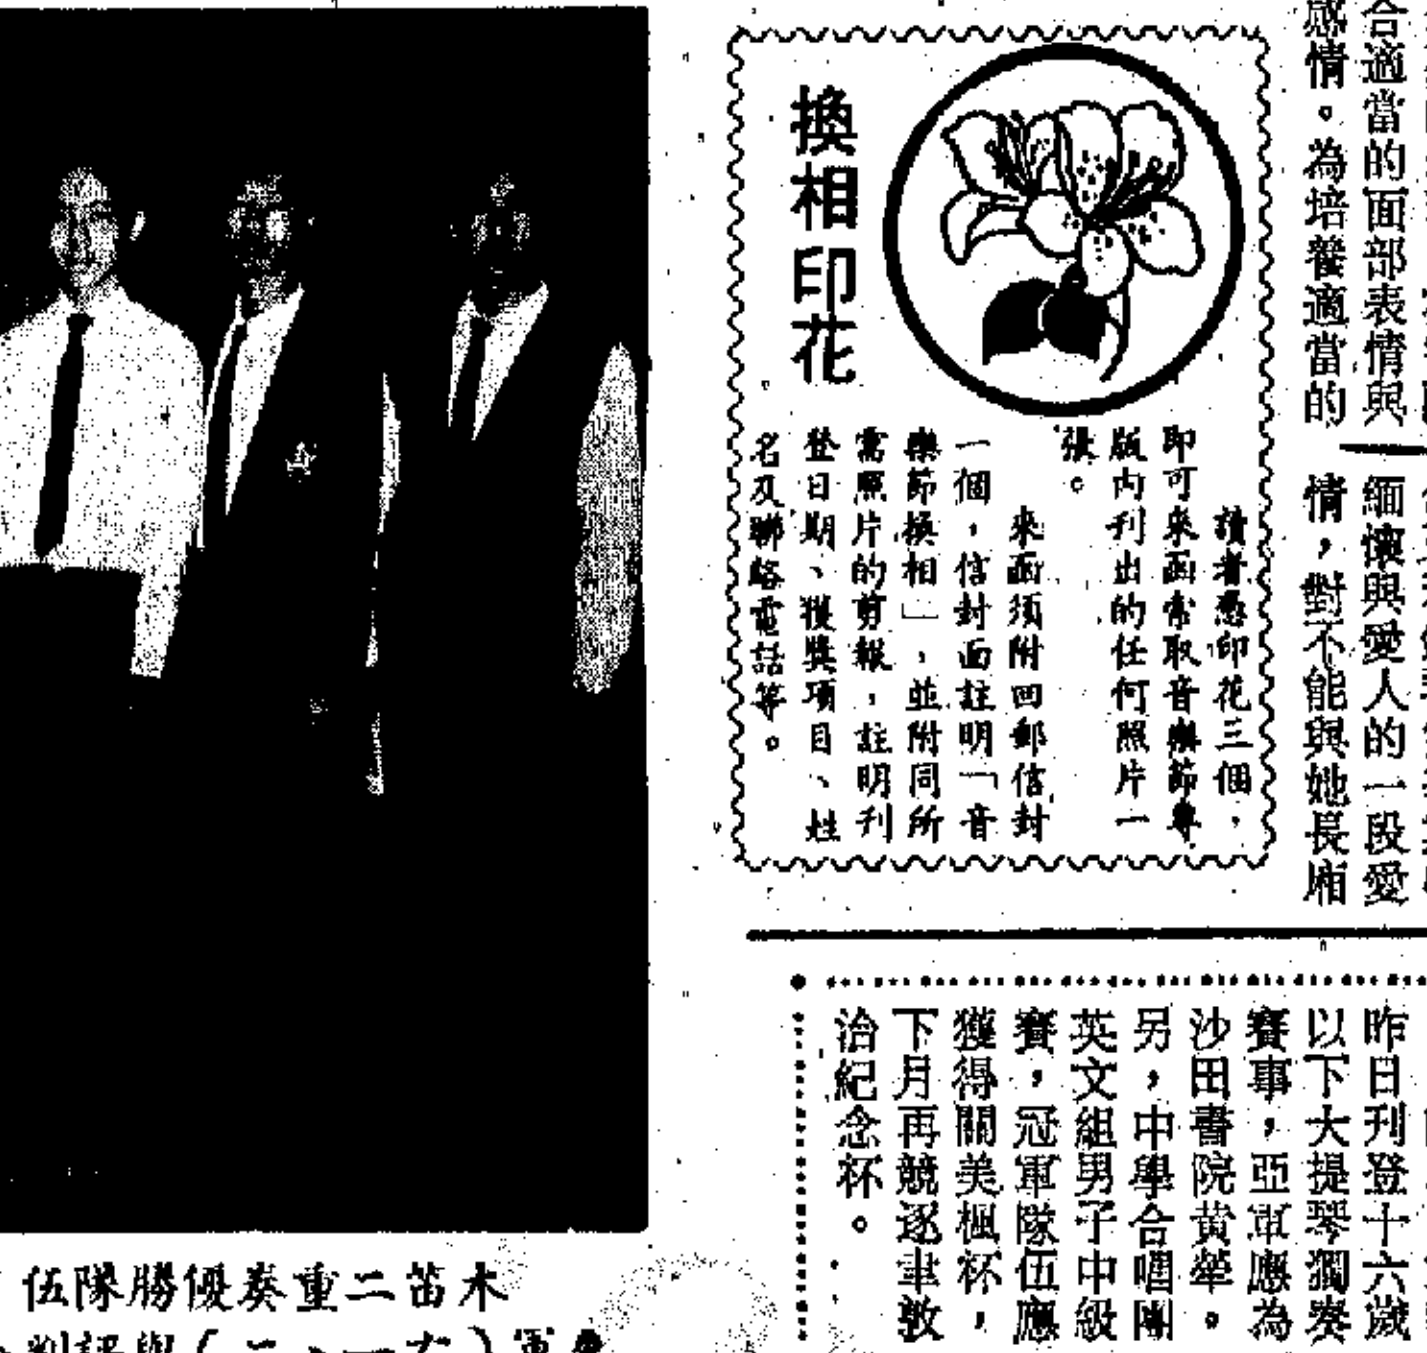 合適當的面部表情與
感情。為培養適當的
緬懷與愛人的一段愛
情，對不能與她長廂
換相印花
讀者憑印花三個，
即可來函索取音樂節專
版內刊出的任何照片一
張。
來函須附回郵信封
一個，信封面註明「音
樂節換相」，並附同所
需照片的剪報，註明刊
登日期、獲獎項目、姓
名及聯絡電話等。
昨日刊登十六歲
以下大提琴獨奏
賽事，亞軍應為
沙田書院黄犖。
另，中學合唱團
英文組男子中級
賽，冠軍隊伍應
獲得關美楓杯，
下月再競逐聿敦
治紀念杯。
伍隊勝優奏重二笛木